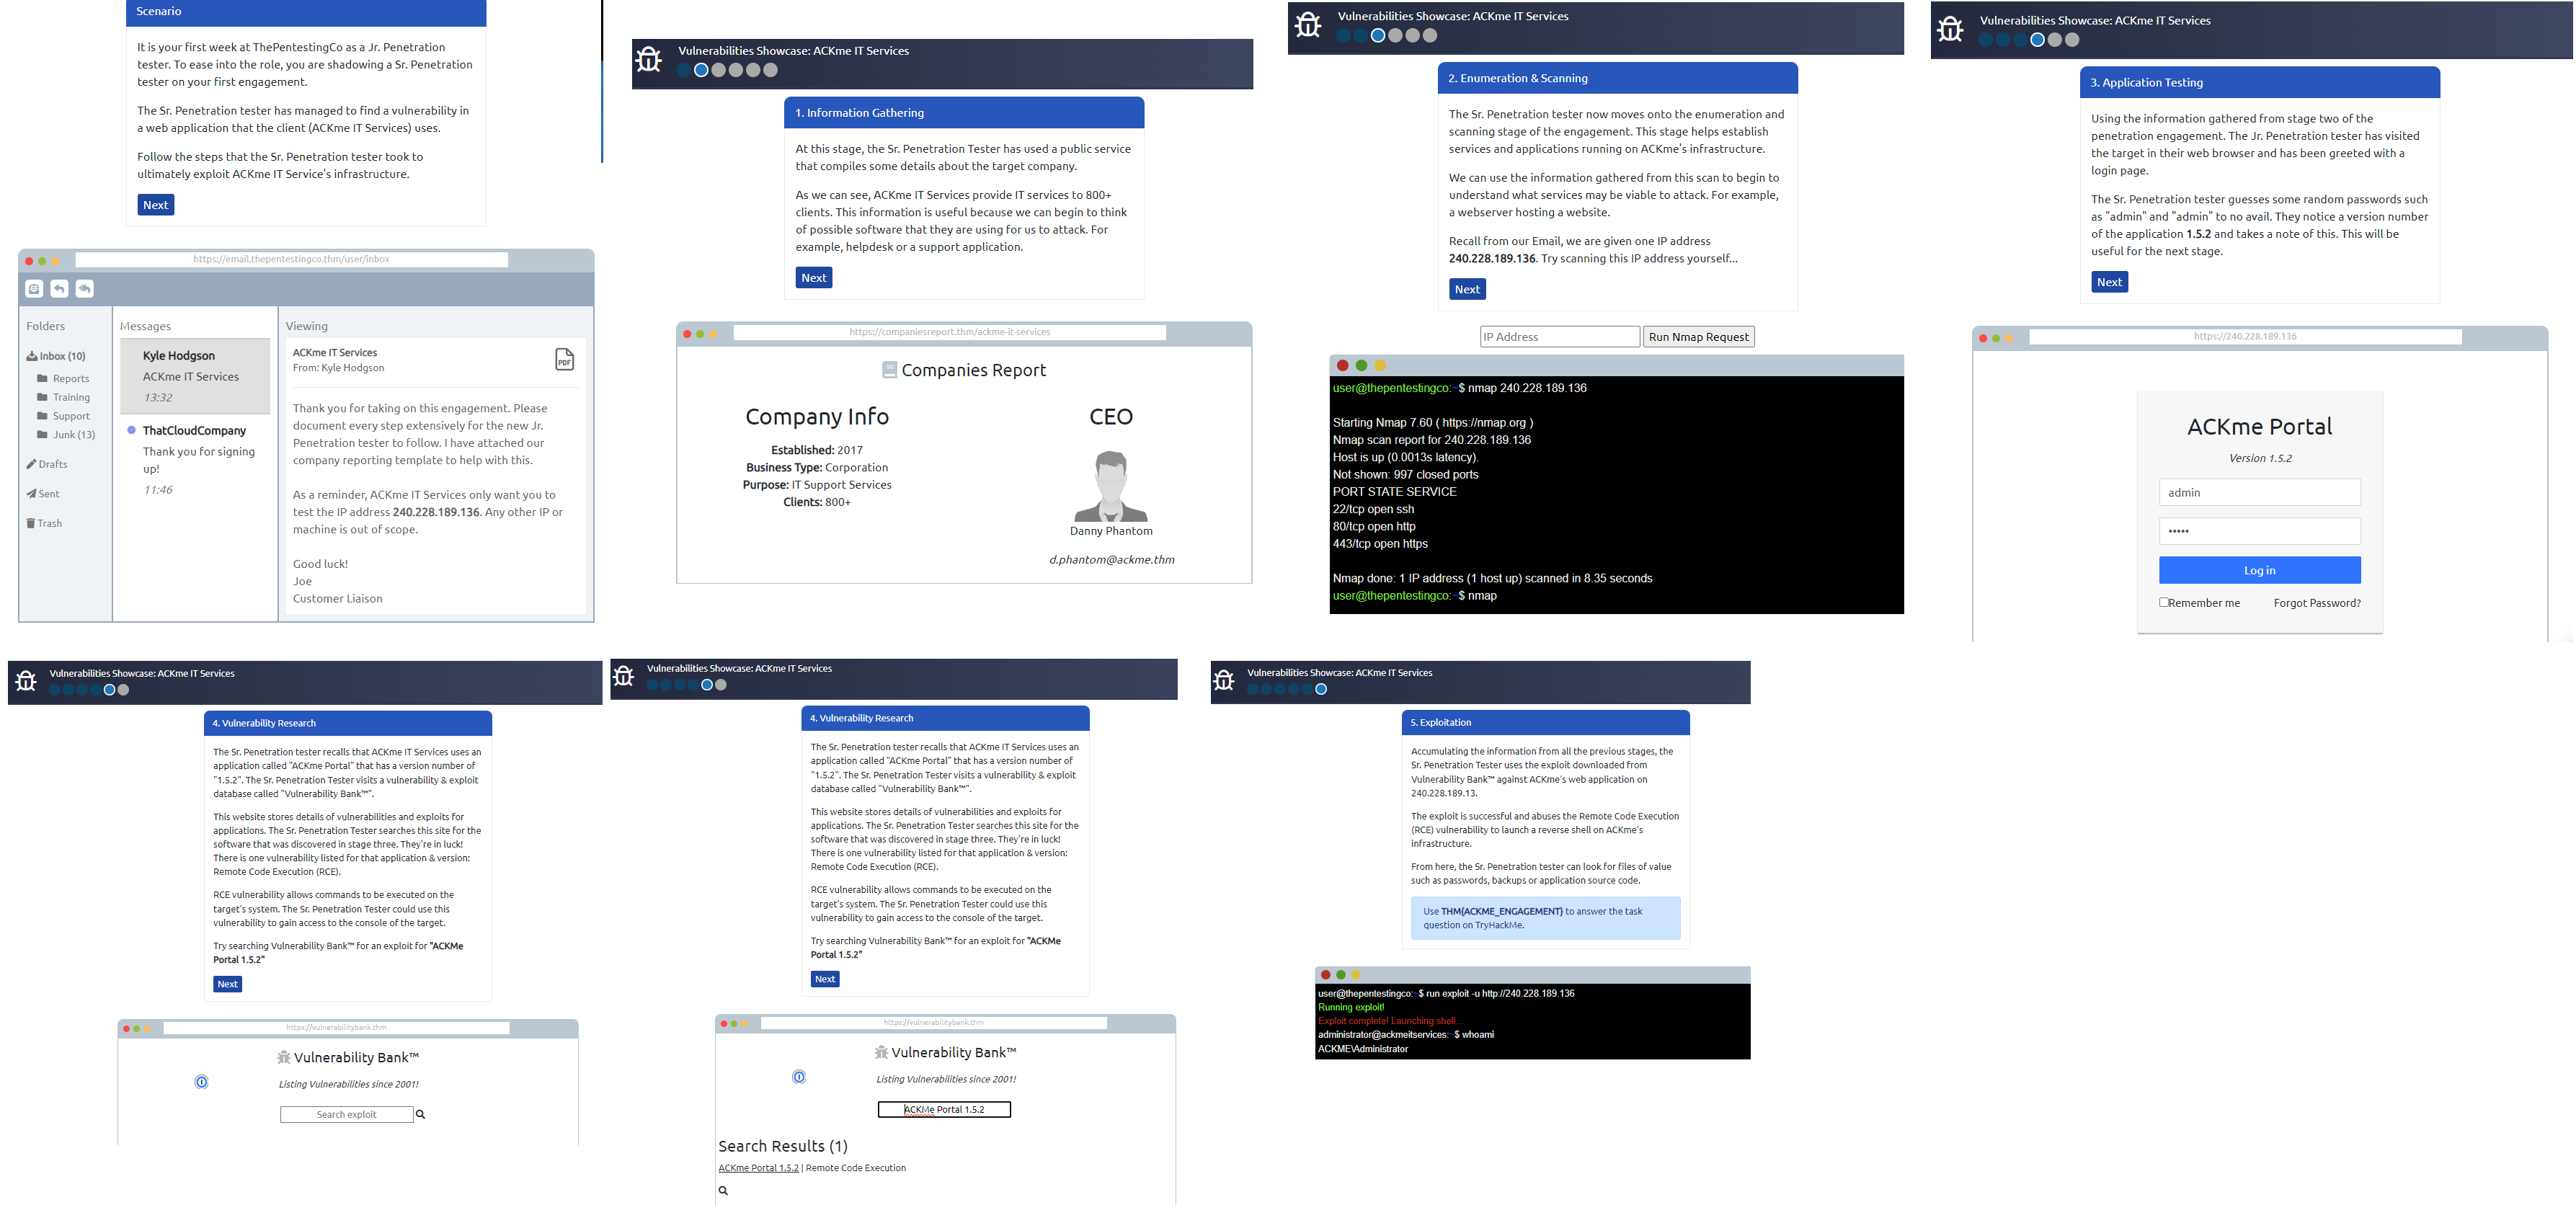 Scenario
It is your first week at ThePentestingCo as a Jr. Penetration
tester. To ease into the role, you are shadowing a Sr. Penetration
tester on your first engagement.
The Sr. Penetration tester has managed to find a vulnerability in
a web application that the client (ACKme IT Services) uses.
Follow the steps that the Sr. Penetration tester took to
ultimately exploit ACKme IT Service's infrastructure.
Next
https://email.thepentestingco.thm/user/inbox
Folders
Inbox (10)
Reports
Training
Support
Junk (13)
Drafts
Sent
Trash
Messages
Kyle Hodgson
ACKme IT Services
13:32
ThatCloudCompany
Thank you for signing
up!
11:46
Viewing
ACKme IT Services
From: Kyle Hodgson
PDF
Thank you for taking on this engagement. Please
document every step extensively for the new Jr.
Penetration tester to follow. I have attached our
company reporting template to help with this.
As a reminder, ACKme IT Services only want you to
test the IP address 240.228.189.136. Any other IP or
machine is out of scope.
Good luck!
Joe
Customer Liaison
Vulnerabilities Showcase: ACKme IT Services
1. Information Gathering
At this stage, the Sr. Penetration Tester has used a public service
that compiles some details about the target company.
As we can see, ACKme IT Services provide IT services to 800+
clients. This information is useful because we can begin to think
of possible software that they are using for us to attack. For
example, helpdesk or a support application.
Next
https://companiesreport.thm/ackme-it-services
Companies Report
Company Info
Established: 2017
Business Type: Corporation
Purpose: IT Support Services
Clients: 800+
CEO
Danny Phantom
d.phantom@ackme.thm
Vulnerabilities Showcase: ACKme IT Services
2. Enumeration & Scanning
The Sr. Penetration tester now moves onto the enumeration and
scanning stage of the engagement. This stage helps establish
services and applications running on ACKme's infrastructure.
We can use the information gathered from this scan to begin to
understand what services may be viable to attack. For example,
a webserver hosting a website.
Recall from our Email, we are given one IP address
240.228.189.136. Try scanning this IP address yourself...
Next
IP Address
Run Nmap Request
user@thepentestingco:~$ nmap 240.228.189.136
Starting Nmap 7.60 ( https://nmap.org )
Nmap scan report for 240.228.189.136
Host is up (0.0013s latency).
Not shown: 997 closed ports
PORT STATE SERVICE
22/tcp open ssh
80/tcp open http
443/tcp open https
Nmap done: 1 IP address (1 host up) scanned in 8.35 seconds
user@thepentestingco:~$ nmap
Vulnerabilities Showcase: ACKme IT Services
3. Application Testing
Using the information gathered from stage two of the
penetration engagement. The Jr. Penetration tester has visited
the target in their web browser and has been greeted with a
login page.
The Sr. Penetration tester guesses some random passwords such
as "admin" and "admin" to no avail. They notice a version number
of the application 1.5.2 and takes a note of this. This will be
useful for the next stage.
Next
https://240.228.189.136
ACKme Portal
Version 1.5.2
admin
•••••
Log in
Remember me
Forgot Password?
Vulnerabilities Showcase: ACKme IT Services
4. Vulnerability Research
The Sr. Penetration tester recalls that ACKme IT Services uses an
application called "ACKme Portal" that has a version number of
"1.5.2". The Sr. Penetration Tester visits a vulnerability & exploit
database called "Vulnerability Bank™".
This website stores details of vulnerabilities and exploits for
applications. The Sr. Penetration Tester searches this site for the
software that was discovered in stage three. They're in luck!
There is one vulnerability listed for that application & version:
Remote Code Execution (RCE).
RCE vulnerability allows commands to be executed on the
target's system. The Sr. Penetration Tester could use this
vulnerability to gain access to the console of the target.
Try searching Vulnerability Bank™ for an exploit for "ACKMe
Portal 1.5.2"
Next
https://vulnerabilitybank.thm
Vulnerability Bank™
Listing Vulnerabilities since 2001!
Search exploit
Vulnerabilities Showcase: ACKme IT Services
4. Vulnerability Research
The Sr. Penetration tester recalls that ACKme IT Services uses an
application called "ACKme Portal" that has a version number of
"1.5.2". The Sr. Penetration Tester visits a vulnerability & exploit
database called "Vulnerability Bank™".
This website stores details of vulnerabilities and exploits for
applications. The Sr. Penetration Tester searches this site for the
software that was discovered in stage three. They're in luck!
There is one vulnerability listed for that application & version:
Remote Code Execution (RCE).
RCE vulnerability allows commands to be executed on the
target's system. The Sr. Penetration Tester could use this
vulnerability to gain access to the console of the target.
Try searching Vulnerability Bank™ for an exploit for "ACKMe
Portal 1.5.2"
Next
https://vulnerabilitybank.thm
Vulnerability Bank™
Listing Vulnerabilities since 2001!
ACKMe Portal 1.5.2
Search Results (1)
ACKme Portal 1.5.2 | Remote Code Execution
Vulnerabilities Showcase: ACKme IT Services
5. Exploitation
Accumulating the information from all the previous stages, the
Sr. Penetration Tester uses the exploit downloaded from
Vulnerability Bank™ against ACKme's web application on
240.228.189.13.
The exploit is successful and abuses the Remote Code Execution
(RCE) vulnerability to launch a reverse shell on ACKme's
infrastructure.
From here, the Sr. Penetration tester can look for files of value
such as passwords, backups or application source code.
Use THM{ACKME_ENGAGEMENT} to answer the task
question on TryHackMe.
user@thepentestingco:~$ run exploit -u http://240.228.189.136
Running exploit!
Exploit complete! Launching shell...
administrator@ackmeitservices:~$ whoami
ACKME\Administrator